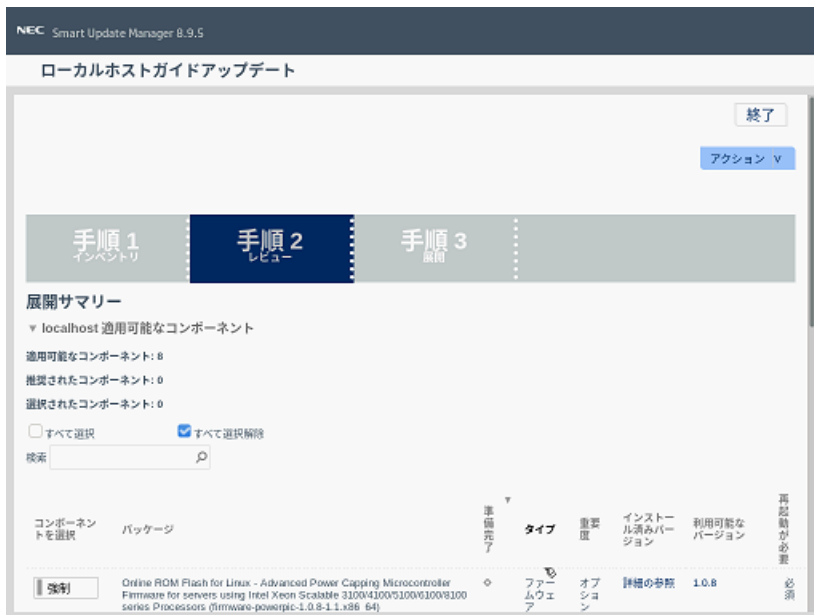 NEC Smart Update Manager 8.9.5
ローカルホストガイドアップデート
終了
アクション ∨
手順 1
インベントリ
手順 2
レビュー
手順 3
展開
展開サマリー
▼ localhost 適用可能なコンポーネント
適用可能なコンポーネント: 8
推奨されたコンポーネント: 0
選択されたコンポーネント: 0
すべて選択
すべて選択解除
検索
コンポーネン
トを選択
パッケージ
準
備
完
了
タイプ
重要
度
インストー
ル済みバー
ジョン
利用可能な
バージョン
再
起
動
が
必
要
強制
Online ROM Flash for Linux - Advanced Power Capping Microcontroller
Firmware for servers using Intel Xeon Scalable 3100/4100/5100/6100/8100
series Processors (firmware-powerpic-1.0.8-1.1.x86_64)
ファー
ムウェ
ア
オプ
ショ
ン
詳細の参照
1.0.8
必
須